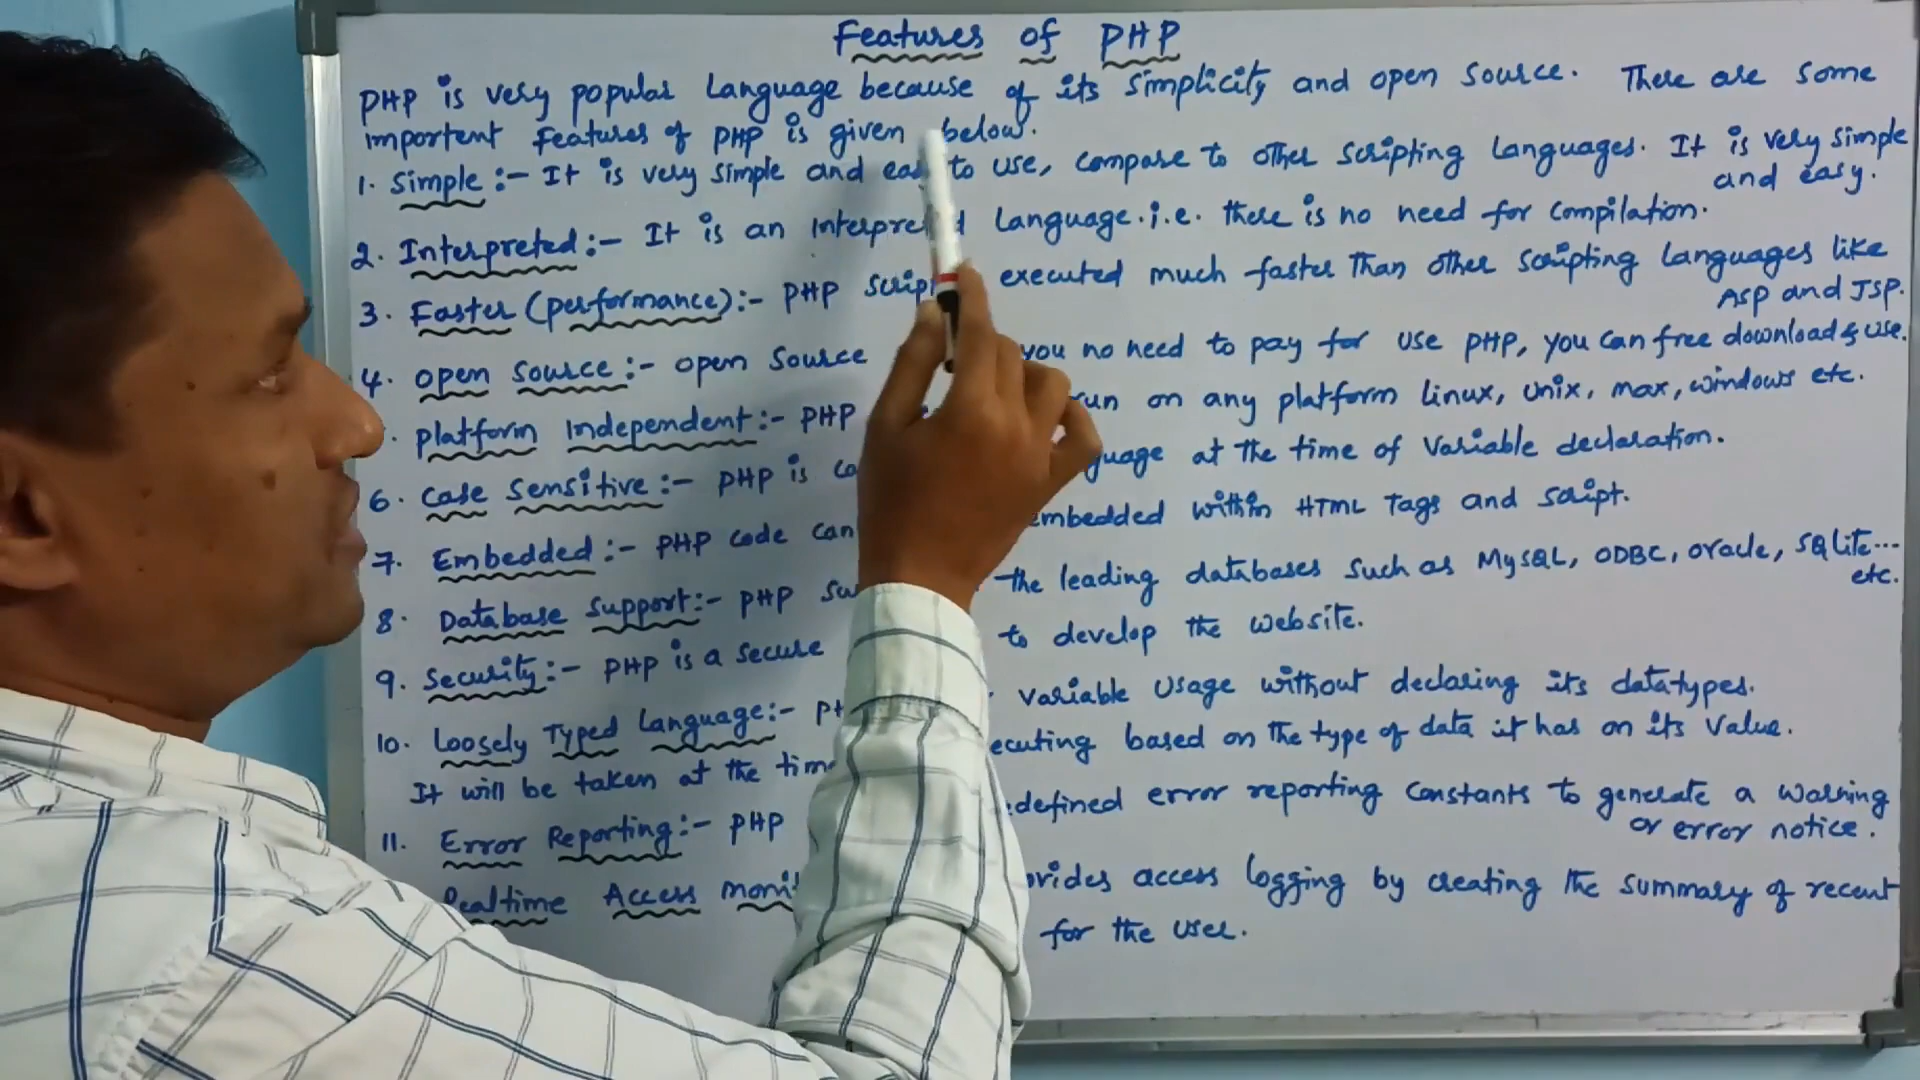 Features of PHP
PHP is very popular Language because of its simplicity and open source. There are some
important features of PHP is given below.
1. Simple :- It is very simple and to use, compare to other scripting languages. It is very simple
and easy.
2. Interpreted :- It is an Language. i.e. there is no need for compilation.
3. Faster (performance) :- PHP executed much faster than other scripting languages like
ASP and JSP.
4. open source :- open source you no need to pay for use PHP, you can free download & use.
platform independent :- PHP run on any platform linux, unix, max, windows etc.
6. case sensitive :- PHP is at the time of variable declaration.
7. Embedded :- PHP code can embedded within HTML tags and script.
8. Database support :- PHP the leading databases such as MySQL, ODBC, oracle, SQLite...
etc.
9. Security :- PHP is a secure to develop the website.
10. Loosely Typed Language :- variable usage without declaring its datatypes.
It will be taken at the based on the type of data it has on its value.
11. Error Reporting :- PHP error reporting constants to generate a warning
or error notice.
Realtime Access access logging by creating the summary of recent
for the user.